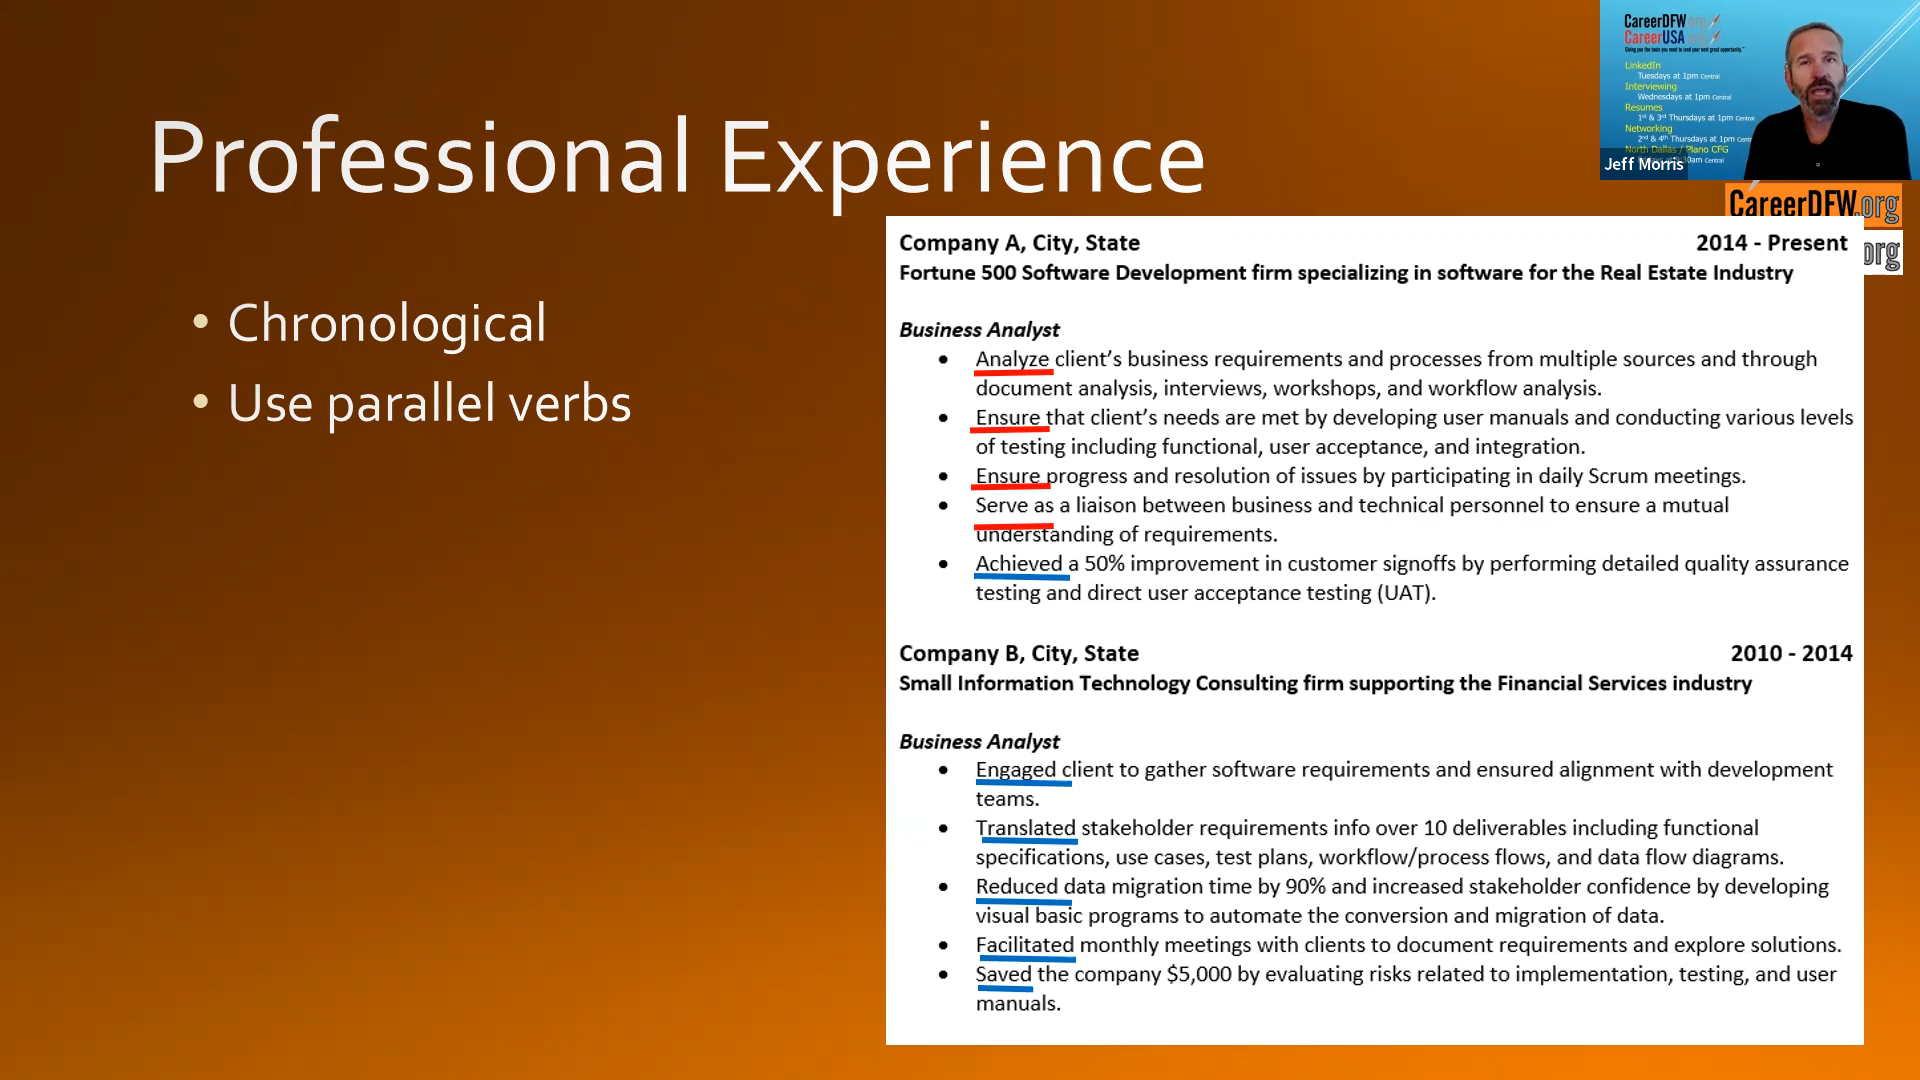 Professional Experience
• Chronological
• Use parallel verbs
CareerDFW.org
CareerUSA.org
Giving you the tools you need to land your next great opportunity.™
LinkedIn
Tuesdays at 1pm Central
Interviewing
Wednesdays at 1pm Central
Resumes
1st & 3rd Thursdays at 1pm Central
Networking
2nd & 4th Thursdays at 1pm Centr
North Dallas / Plano CFG
30am Central
Jeff Morris
CareerDFW.org
org
Company A, City, State 2014 - Present
Fortune 500 Software Development firm specializing in software for the Real Estate Industry
Business Analyst
• Analyze client’s business requirements and processes from multiple sources and through
document analysis, interviews, workshops, and workflow analysis.
• Ensure that client’s needs are met by developing user manuals and conducting various levels
of testing including functional, user acceptance, and integration.
• Ensure progress and resolution of issues by participating in daily Scrum meetings.
• Serve as a liaison between business and technical personnel to ensure a mutual
understanding of requirements.
• Achieved a 50% improvement in customer signoffs by performing detailed quality assurance
testing and direct user acceptance testing (UAT).
Company B, City, State 2010 - 2014
Small Information Technology Consulting firm supporting the Financial Services industry
Business Analyst
• Engaged client to gather software requirements and ensured alignment with development
teams.
• Translated stakeholder requirements info over 10 deliverables including functional
specifications, use cases, test plans, workflow/process flows, and data flow diagrams.
• Reduced data migration time by 90% and increased stakeholder confidence by developing
visual basic programs to automate the conversion and migration of data.
• Facilitated monthly meetings with clients to document requirements and explore solutions.
• Saved the company $5,000 by evaluating risks related to implementation, testing, and user
manuals.